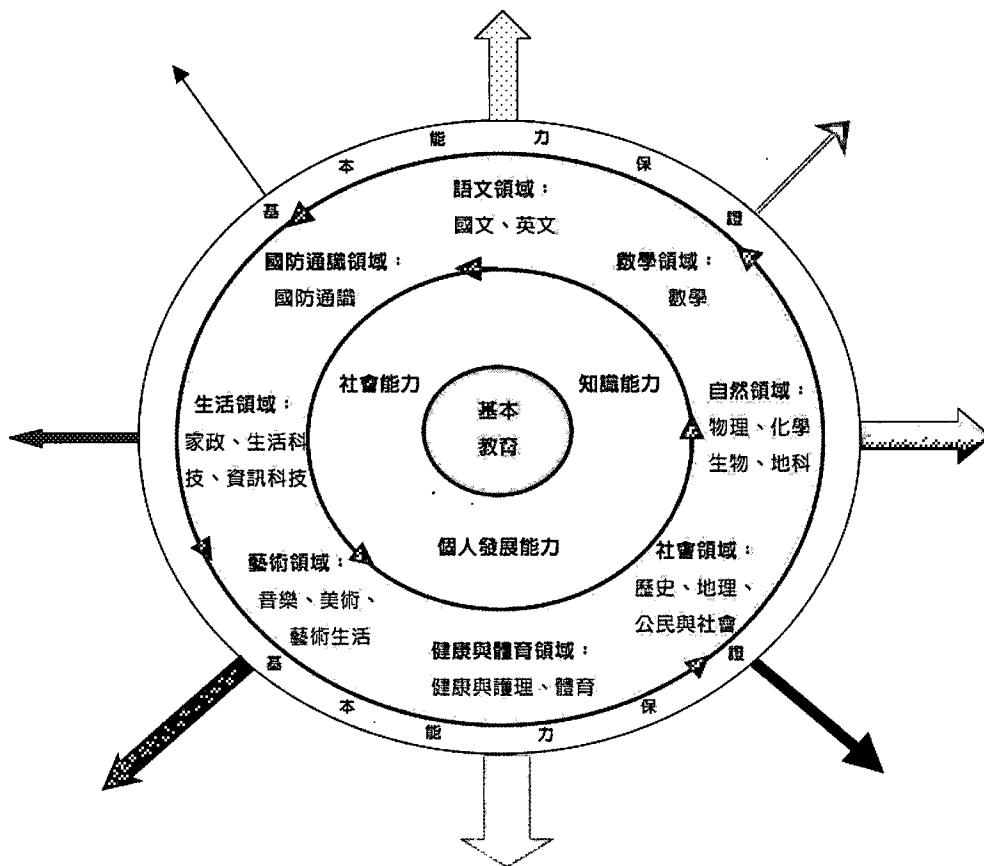 基本能力保證
語文領域：
國文、英文
國防通識領域：
國防通識
數學領域：
數學
社會能力
知識能力
基本
教育
生活領域：
家政、生活科
技、資訊科技
自然領域：
物理、化學
生物、地科
個人發展能力
藝術領域：
音樂、美術、
藝術生活
社會領域：
歷史、地理、
公民與社會
健康與體育領域：
健康與護理、體育
基本能力保證